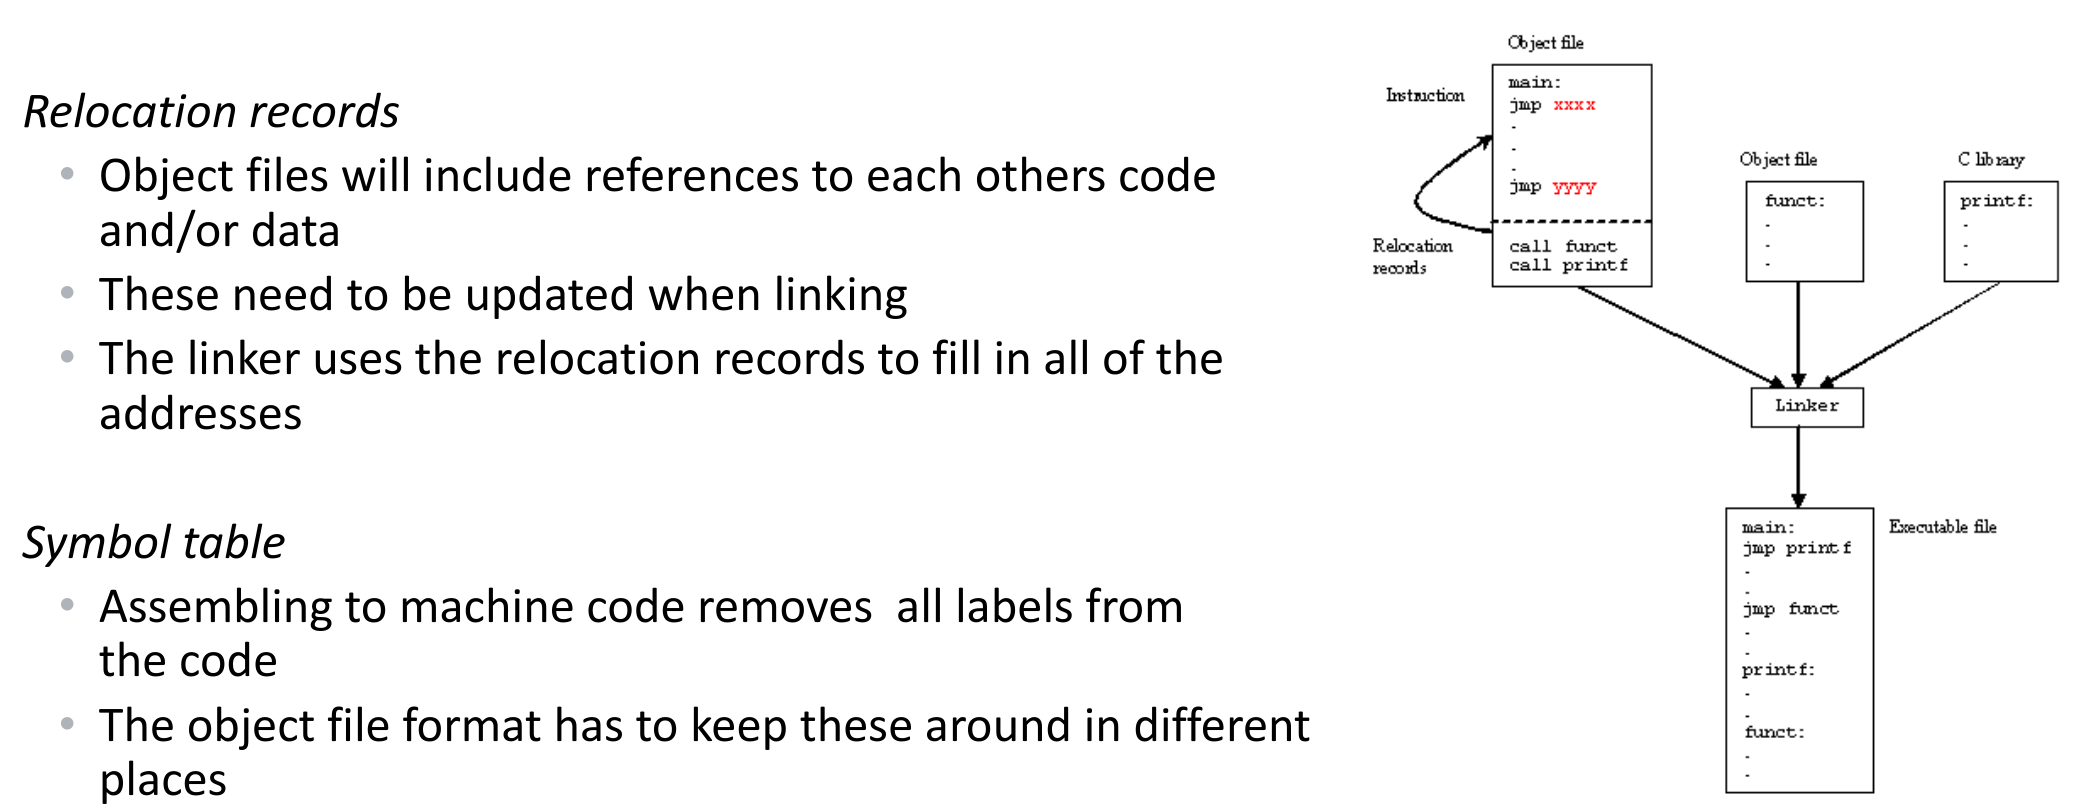 Relocation records
• Object files will include references to each others code
and/or data
• These need to be updated when linking
• The linker uses the relocation records to fill in all of the
addresses
Symbol table
• Assembling to machine code removes  all labels from
the code
• The object file format has to keep these around in different
places
Object file
Instruction
main:
jmp xxxx
.
.
.
jmp yyyy
Relocation
records
call funct
call printf
Object file
funct:
.
.
.
C library
printf:
.
.
.
Linker
Executable file
main:
jmp printf
.
.
jmp funct
.
.
printf:
.
.
funct:
.
.